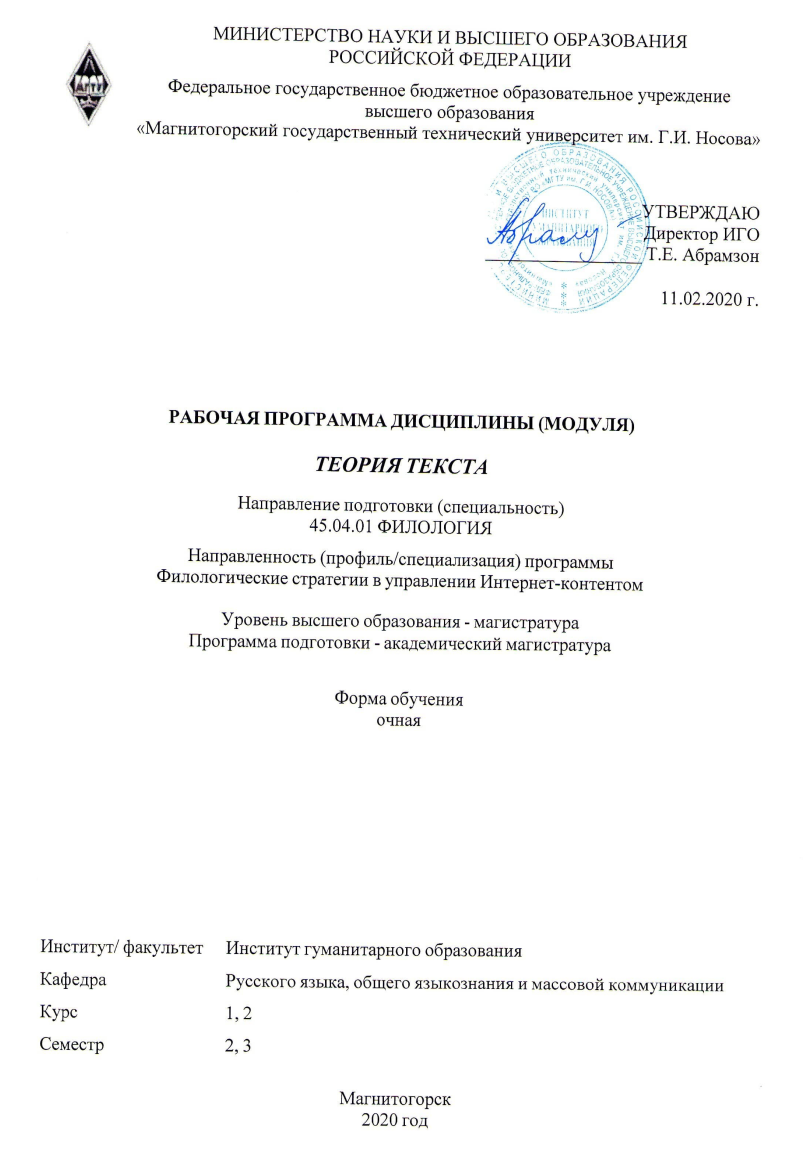 МИНИСТЕРСТВО НАУКИ И ВЫСШЕГО ОБРАЗОВАНИЯ
РОССИЙСКОЙ ФЕДЕРАЦИИ
Федеральное государственное бюджетное образовательное учреждение
высшего образования
«Магнитогорский государственный технический университет им. Г.И. Носова»
УТВЕРЖДАЮ
Директор ИГО
Т.Е. Абрамзон
11.02.2020 г.
РАБОЧАЯ ПРОГРАММА ДИСЦИПЛИНЫ (МОДУЛЯ)
ТЕОРИЯ ТЕКСТА
Направление подготовки (специальность)
45.04.01 ФИЛОЛОГИЯ
Направленность (профиль/специализация) программы
Филологические стратегии в управлении Интернет-контентом
Уровень высшего образования - магистратура
Программа подготовки - академический магистратура
Форма обучения
очная
Институт/ факультет Институт гуманитарного образования
Кафедра Русского языка, общего языкознания и массовой коммуникации
Курс 1, 2
Семестр 2, 3
Магнитогорск
2020 год